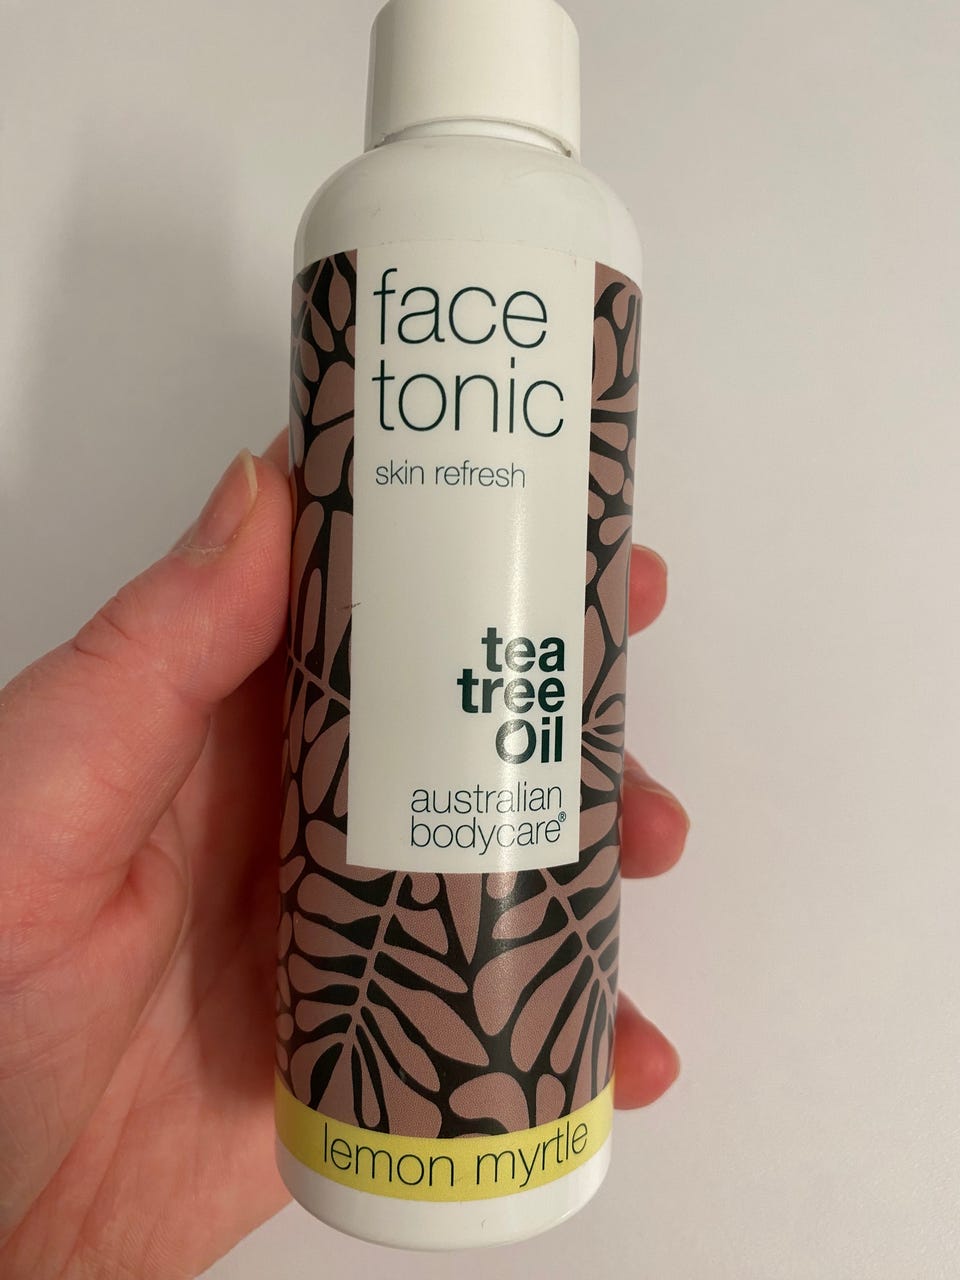 face
tonic
skin refresh
tea
tree
oil
australian
bodycare®
lemon myrtle